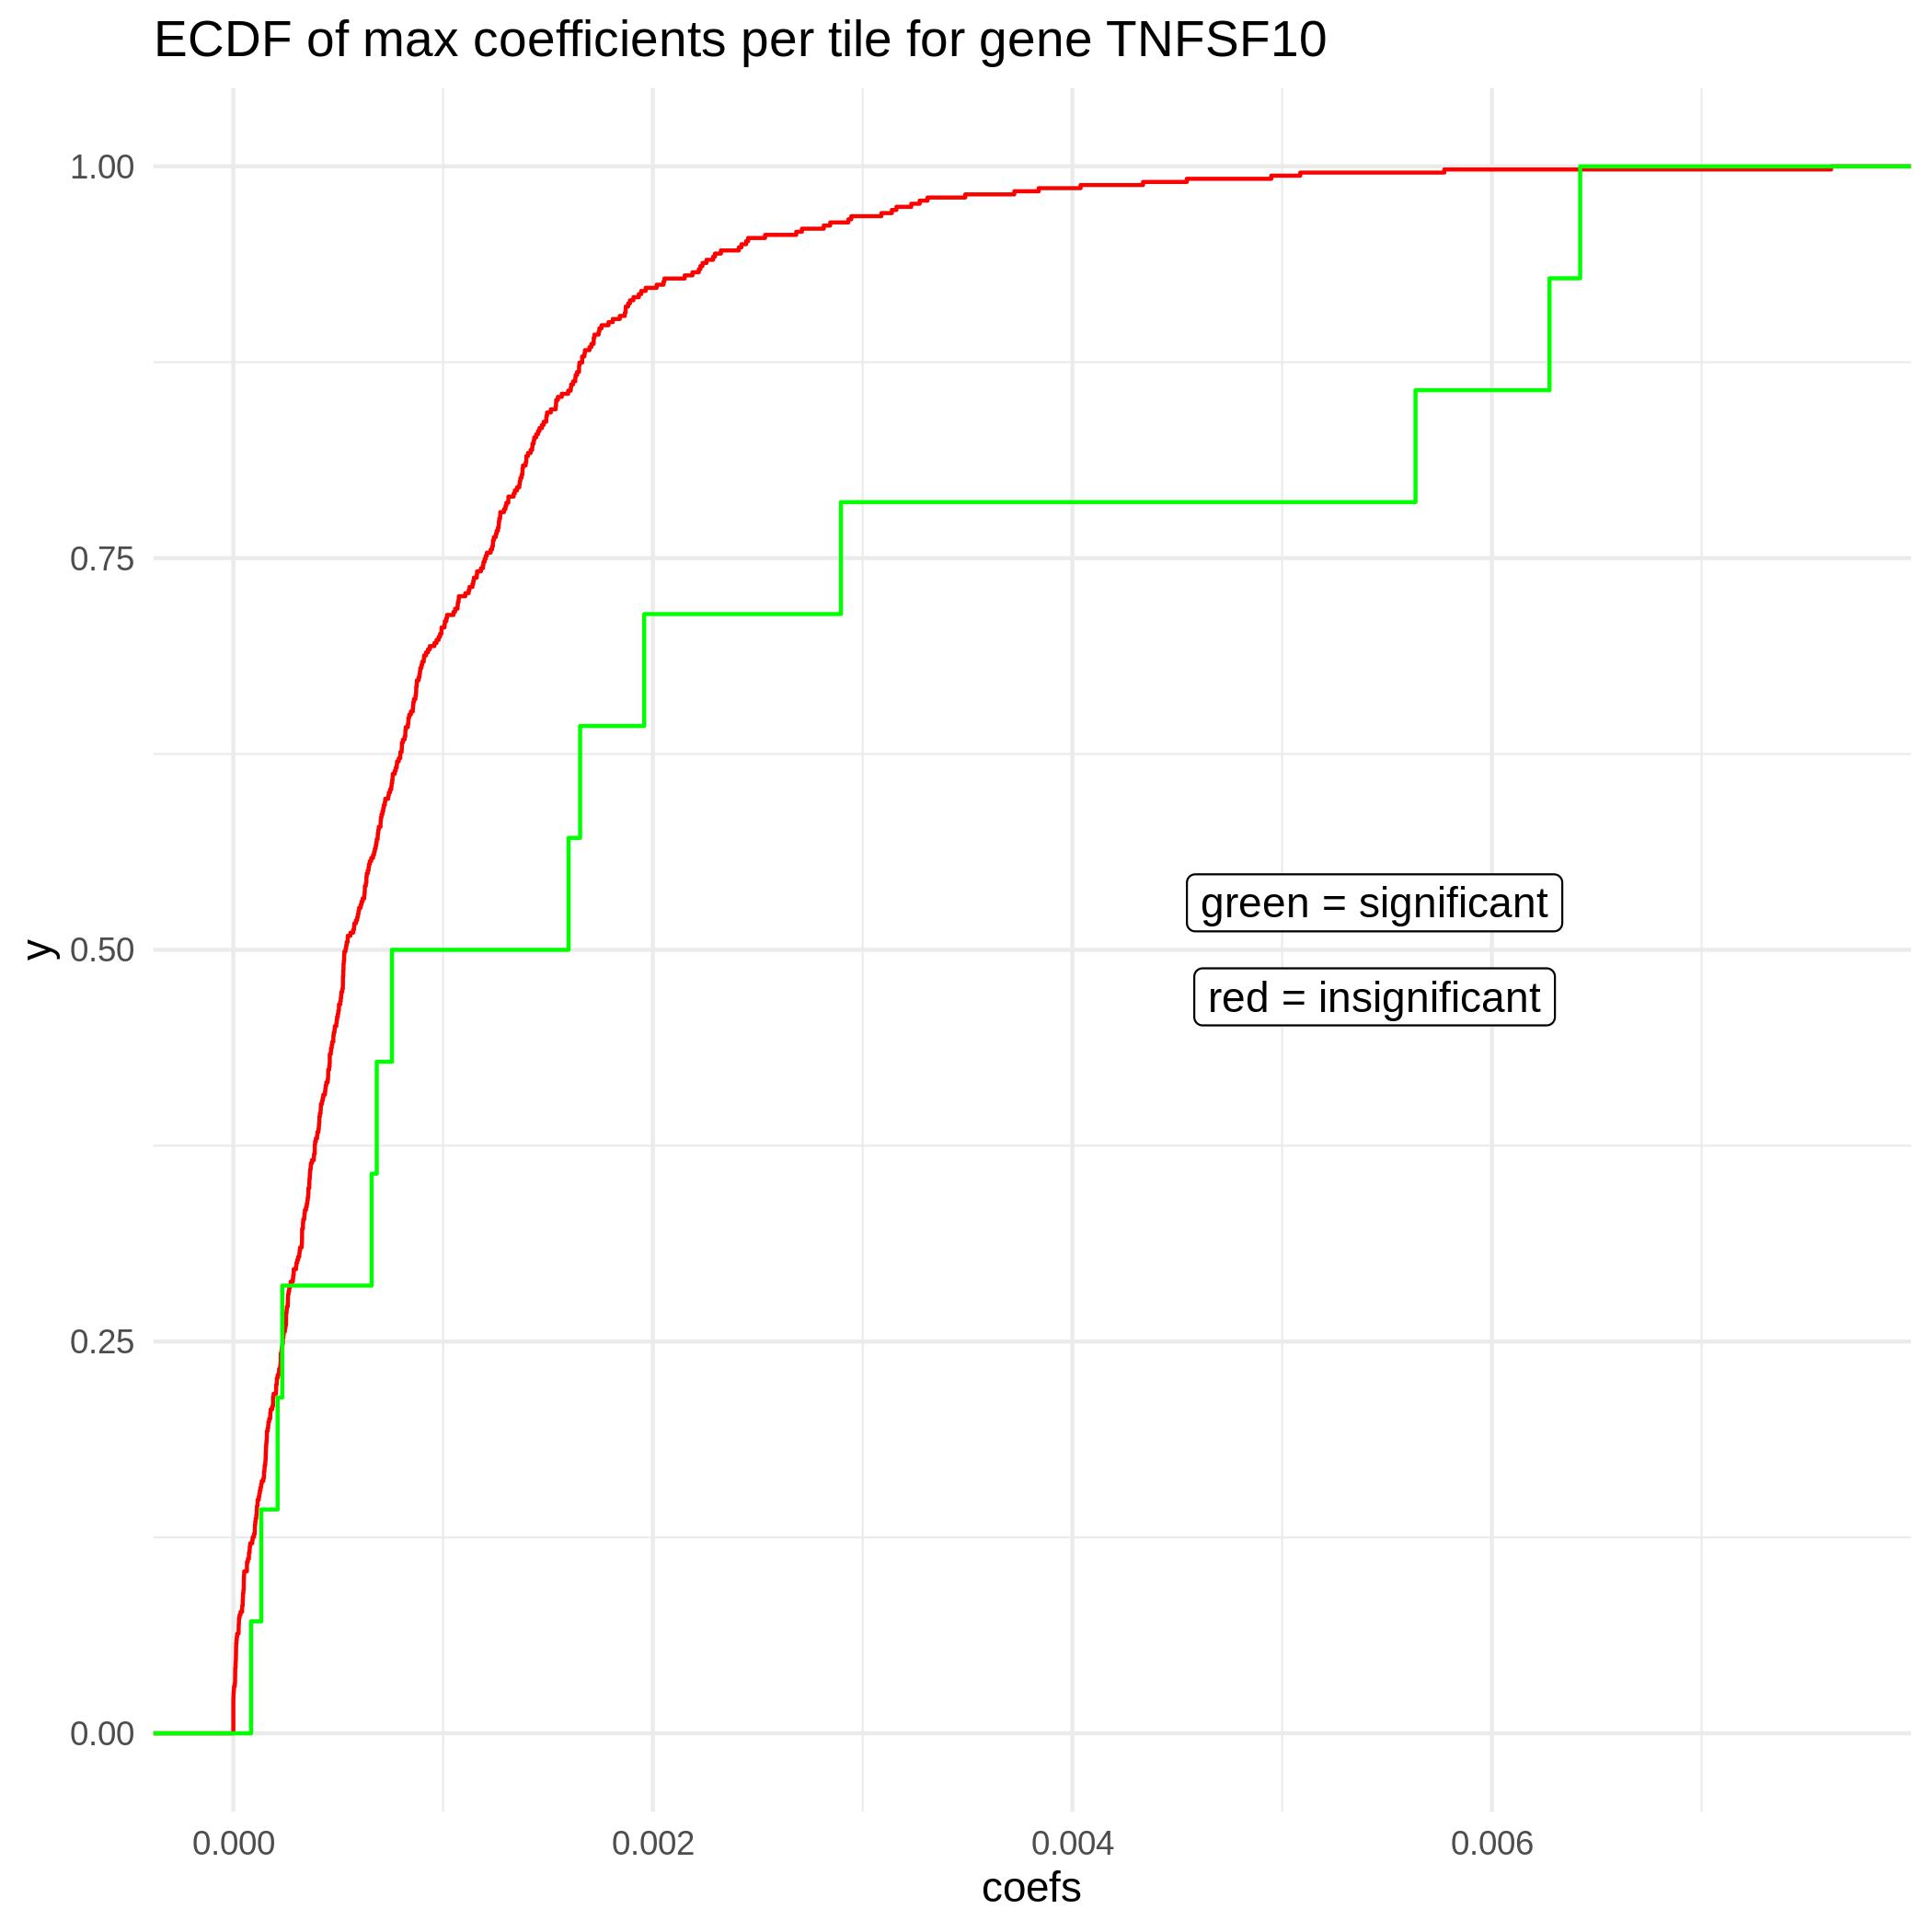 ECDF of max coefficients per tile for gene TNFSF10
1.00
0.75
0.50
0.25
0.00
y
green = significant
red = insignificant
0.000 0.002 0.004 0.006
coefs